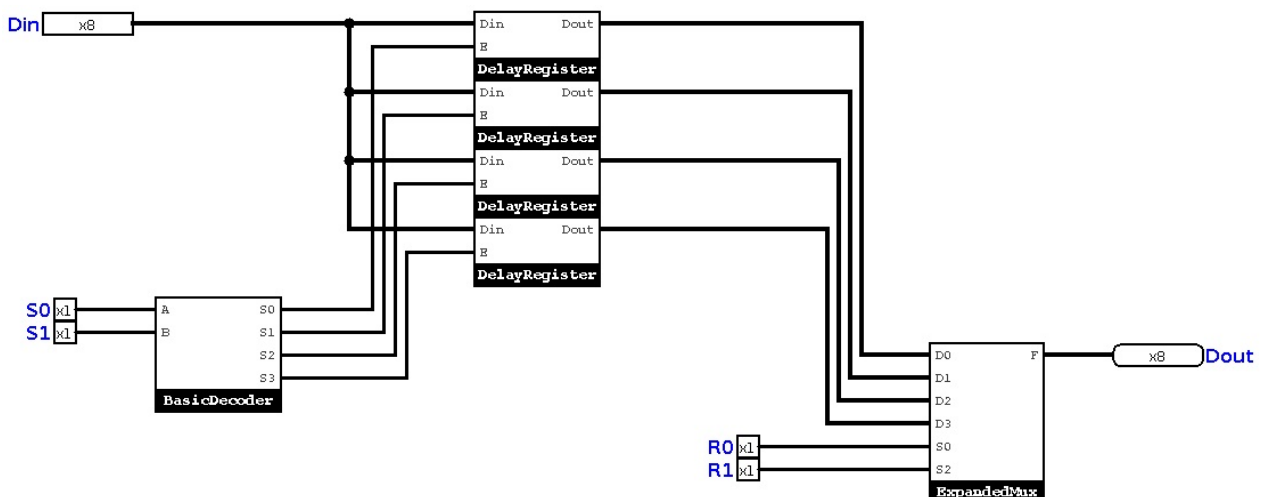 Din x8 Din Dout
E
DelayRegister
Din Dout
E
DelayRegister
Din Dout
E
DelayRegister
Din Dout
E
DelayRegister
S0 x1 A S0
S1 x1 B S1
S2
S3
BasicDecoder
D0 F x8 Dout
D1
D2
D3
R0 x1 S0
R1 x1 S2
ExpandedMux